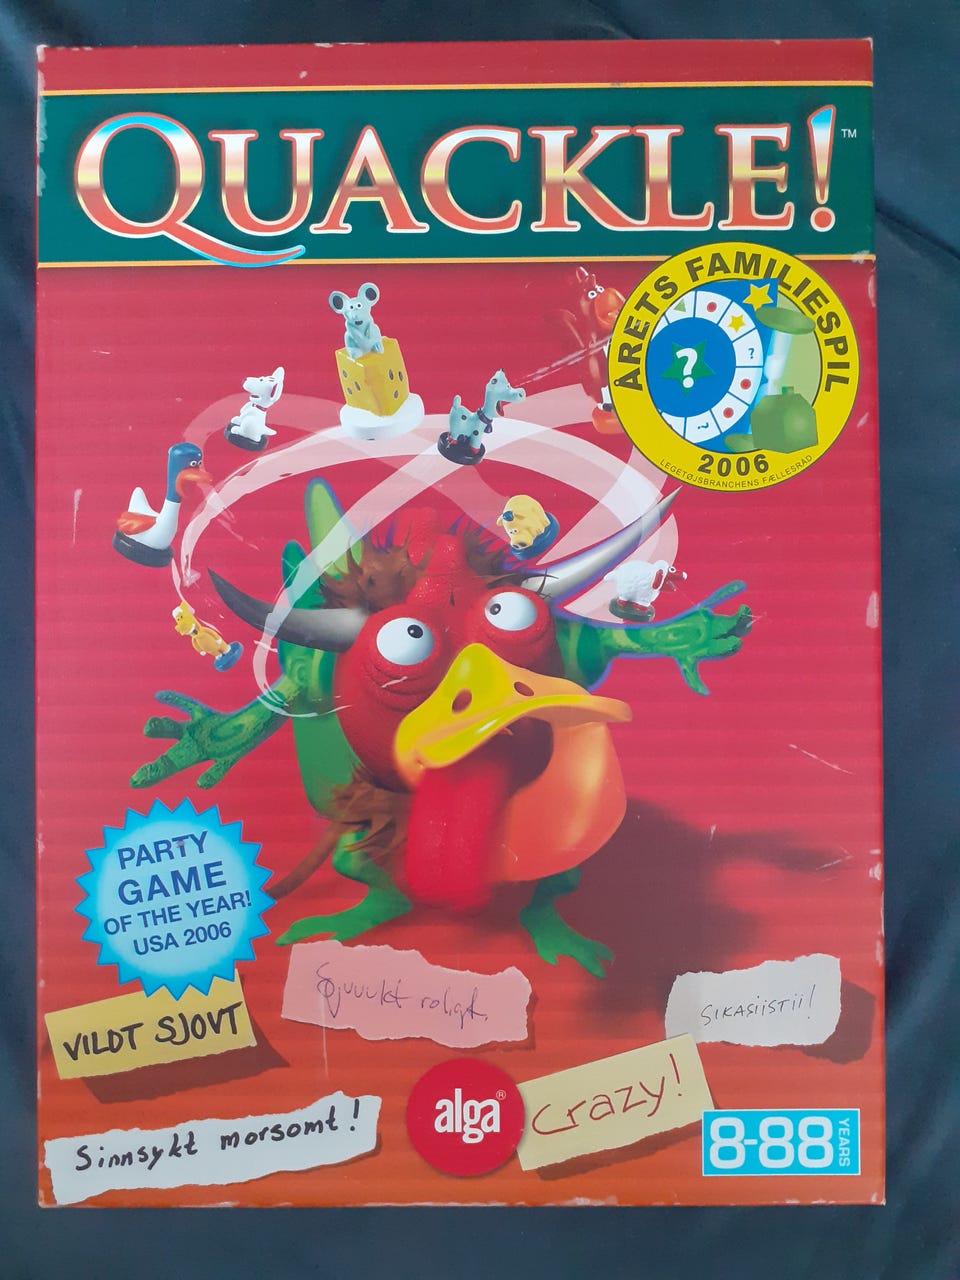 QUACKLE!™
ÅRETS FAMILIESPIL
?
?
?
2006
LEGETØJSBRANCHENS FÆLLESRÅD
PARTY
GAME
OF THE YEAR!
USA 2006
VILDT SJOVT
Sjuuukt roligt.
SIKASIISTII!
Sinnsykt morsomt!
alga®
Crazy!
8-88 YEARS